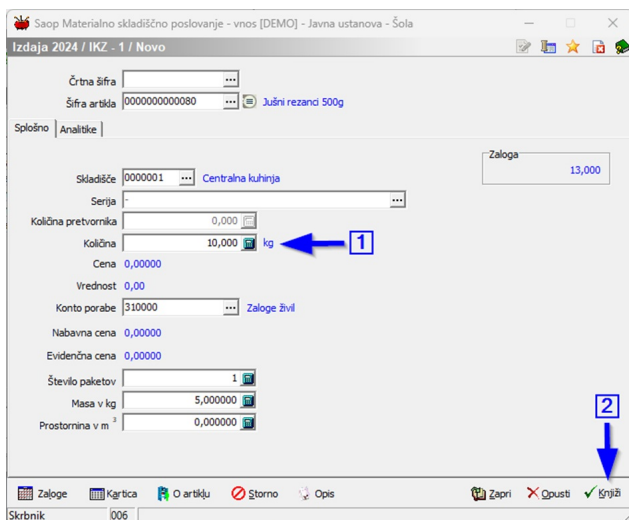 Saop Materialno skladiščno poslovanje - vnos [DEMO] - Javna ustanova - Šola
Izdaja 2024 / IKZ - 1 / Novo
Črtna šifra
Šifra artikla 0000000000080 Jušni rezanci 500g
Splošno Analitike
Zaloga
13,000
Skladišče 0000001 Centralna kuhinja
Serija -
Količina pretvornika 0,000
Količina 10,000 kg 1
Cena 0,00000
Vrednost 0,00
Konto porabe 310000 Zaloge živil
Nabavna cena 0,00000
Evidenčna cena 0,00000
Število paketov 1
Masa v kg 5,000000
2
Prostornina v m 3 0,000000
Zaloge Kartica O artiklu Storno Opis Zapri Opusti Knjiži
Skrbnik 006